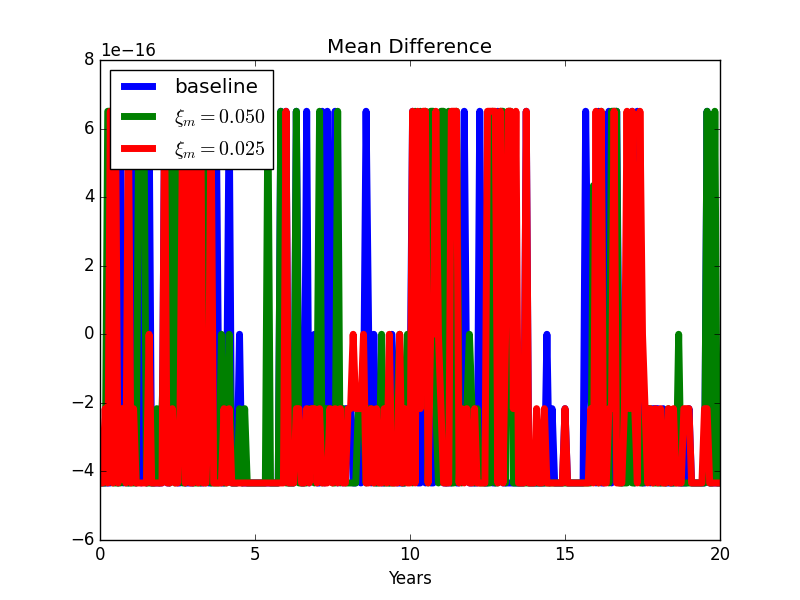 Mean Difference
1e−16
8
6
4
2
0
−2
−4
−6
baseline
ξm = 0.050
ξm = 0.025
0 5 10 15 20
Years